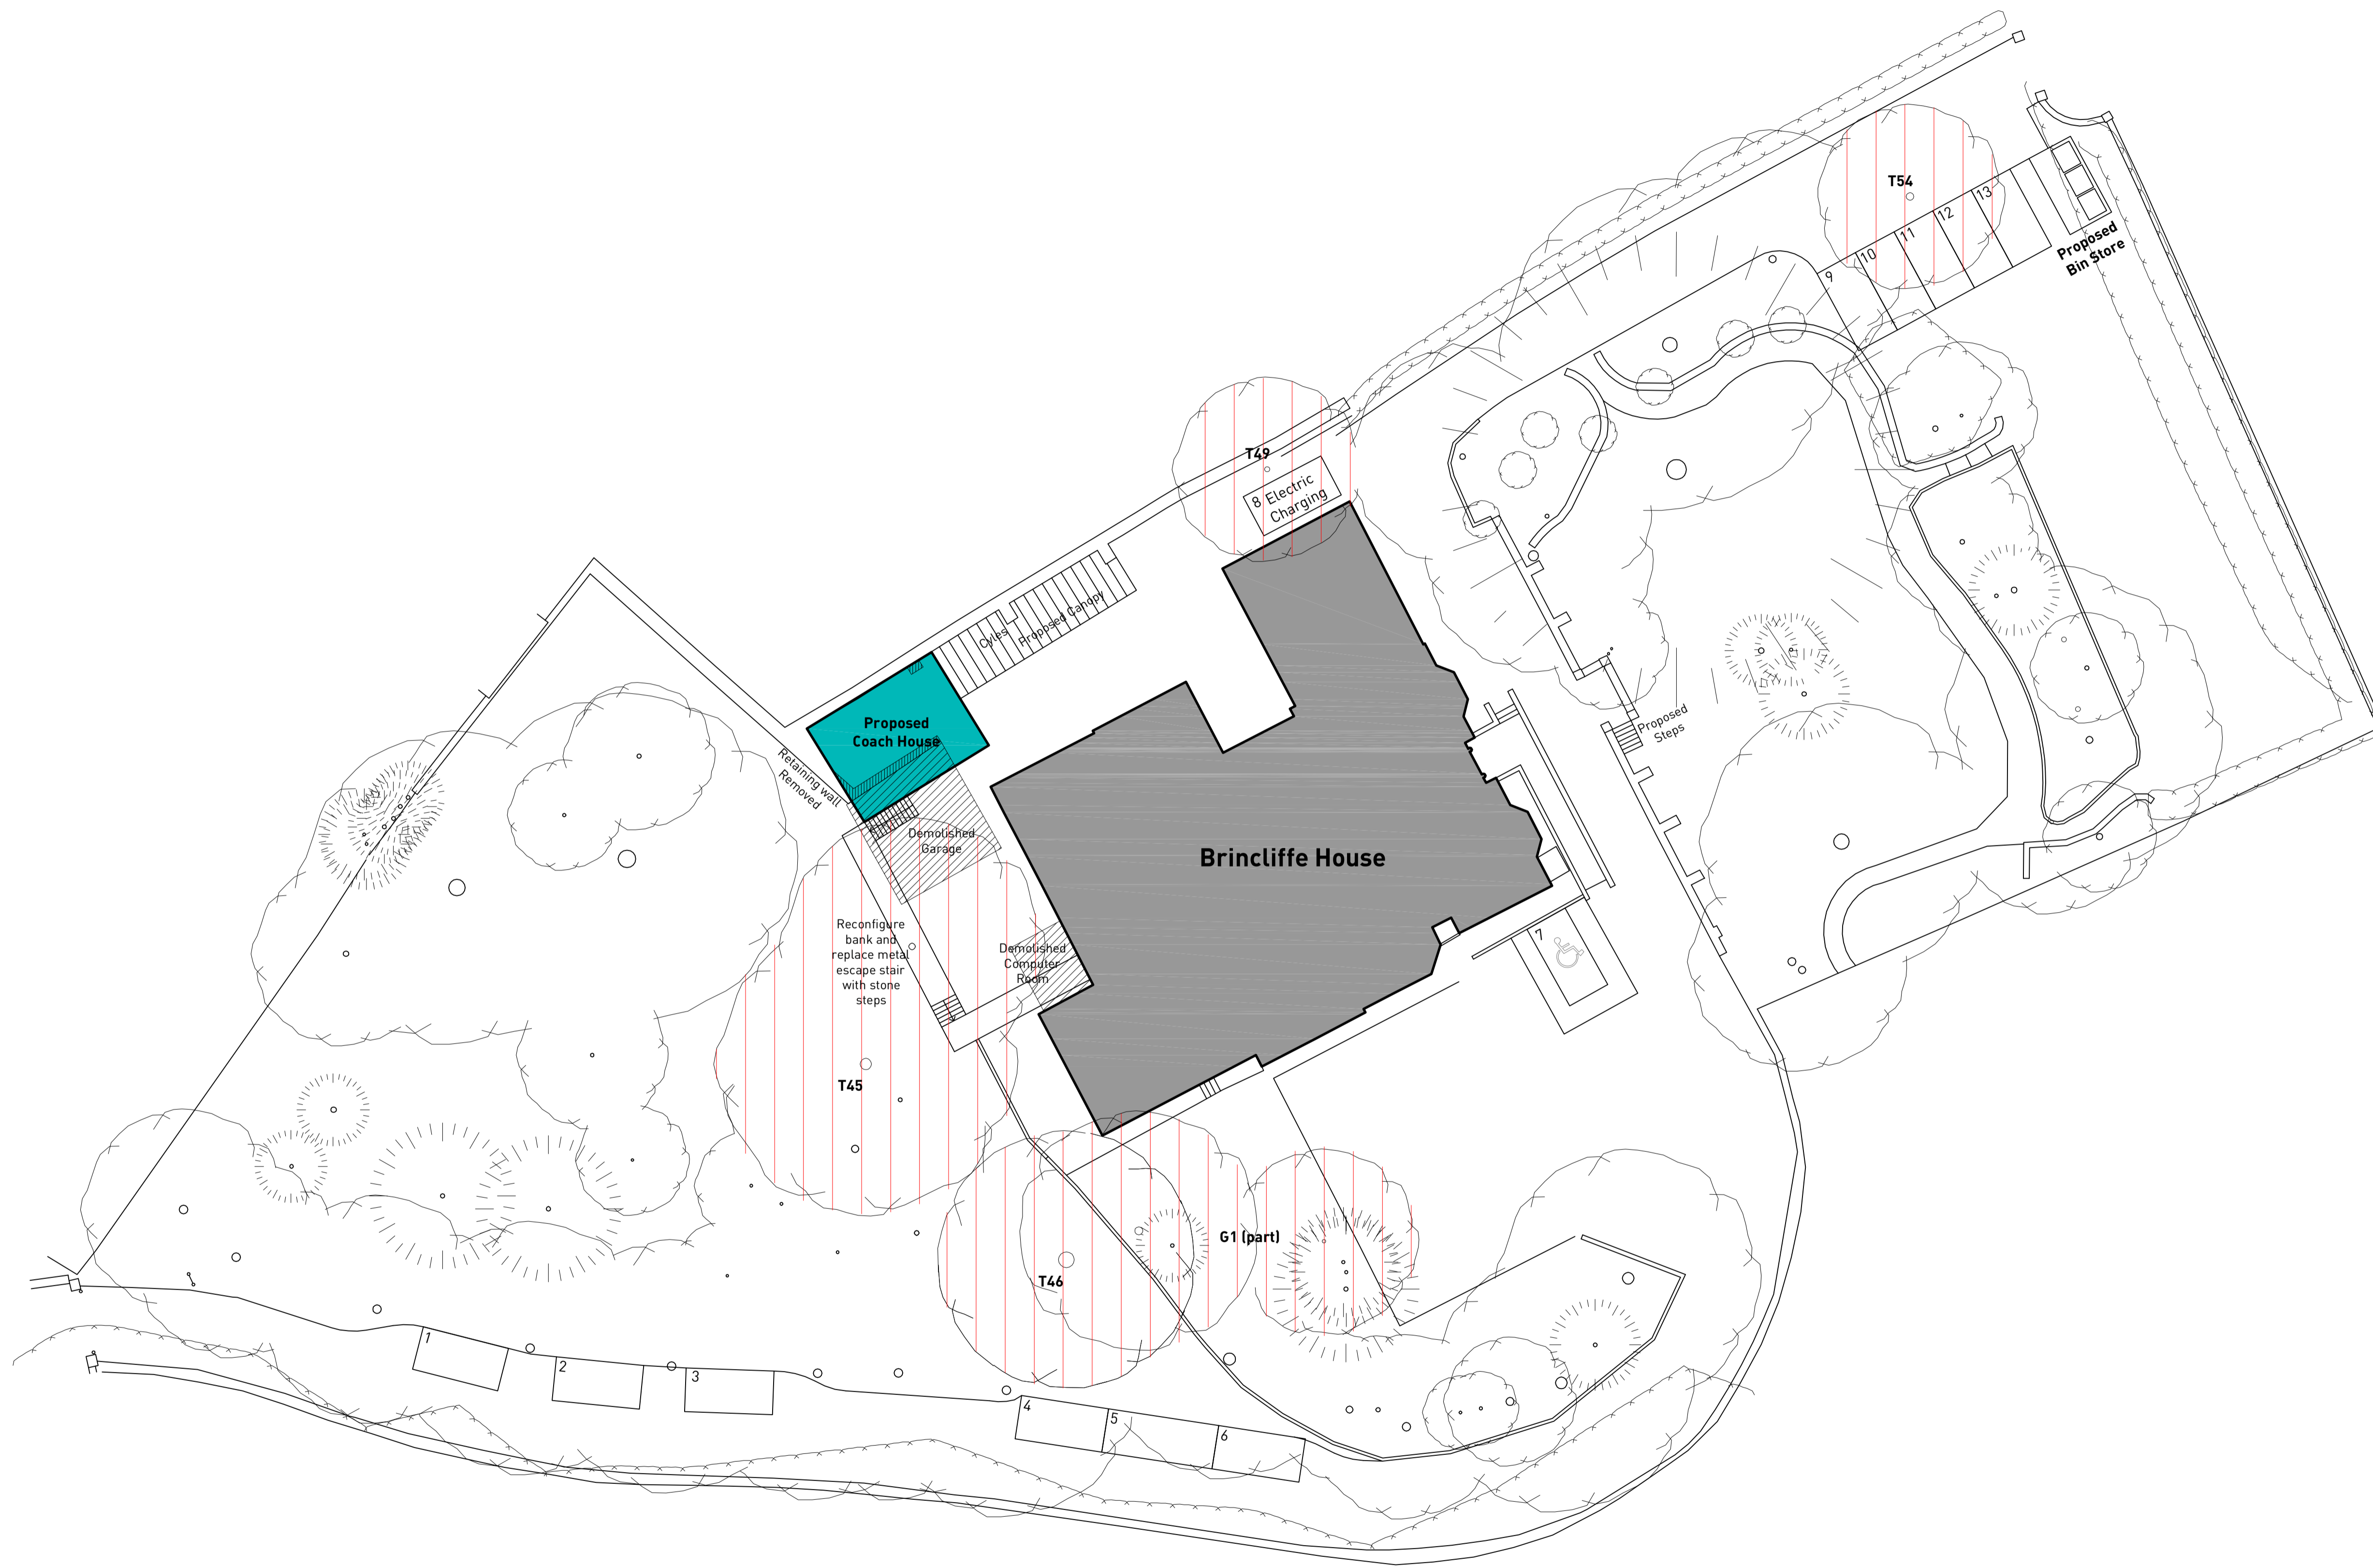 T54
13
12
11
10
9
Proposed
Bin Store
T49
8 Electric
Charging
Cyles
Proposed Canopy
Proposed
Coach House
Retaining wall
Removed
Proposed
Steps
Demolished
Garage
Brincliffe House
Reconfigure
bank and
replace metal
escape stair
with stone
steps
Demolished
Computer
Room
7
T45
G1 (part)
T46
1
2
3
4
5
6